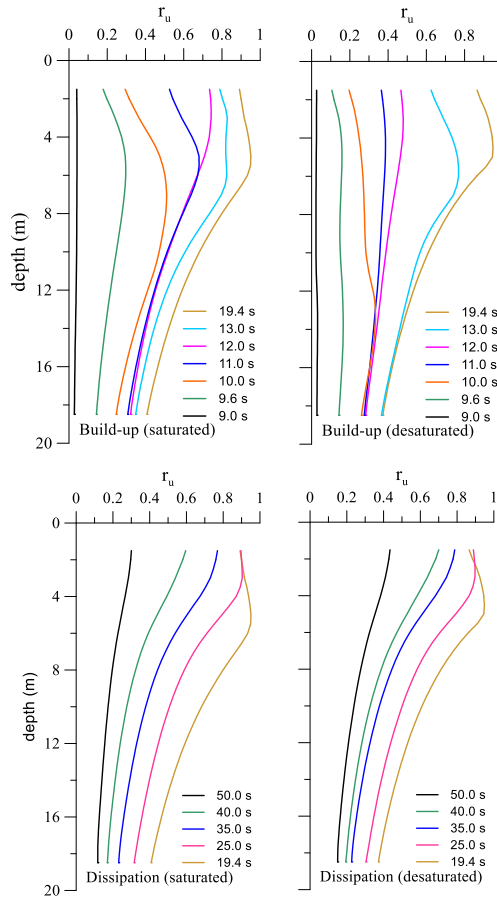 r_u
0 0.2 0.4 0.6 0.8 1
0
4
8
12
16
20
depth (m)
19.4 s
13.0 s
12.0 s
11.0 s
10.0 s
9.6 s
9.0 s
Build-up (saturated)
r_u
0 0.2 0.4 0.6 0.8
19.4 s
13.0 s
12.0 s
11.0 s
10.0 s
9.6 s
9.0 s
Build-up (desaturated)
r_u
0 0.2 0.4 0.6 0.8 1
0
4
8
12
16
20
depth (m)
50.0 s
40.0 s
35.0 s
25.0 s
19.4 s
Dissipation (saturated)
r_u
0 0.2 0.4 0.6 0.8 1
50.0 s
40.0 s
35.0 s
25.0 s
19.4 s
Dissipation (desaturated)